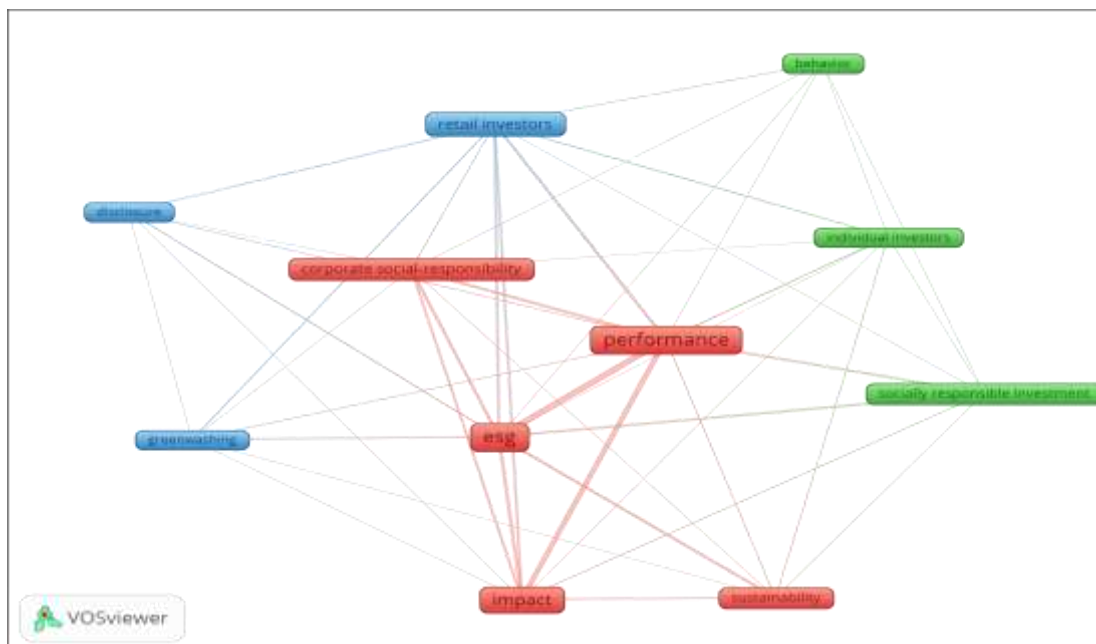 behavior
retail investors
disclosure
individual investors
corporate social-responsibility
performance
socially responsible investment
esg
greenwashing
impact
sustainability
VOSviewer